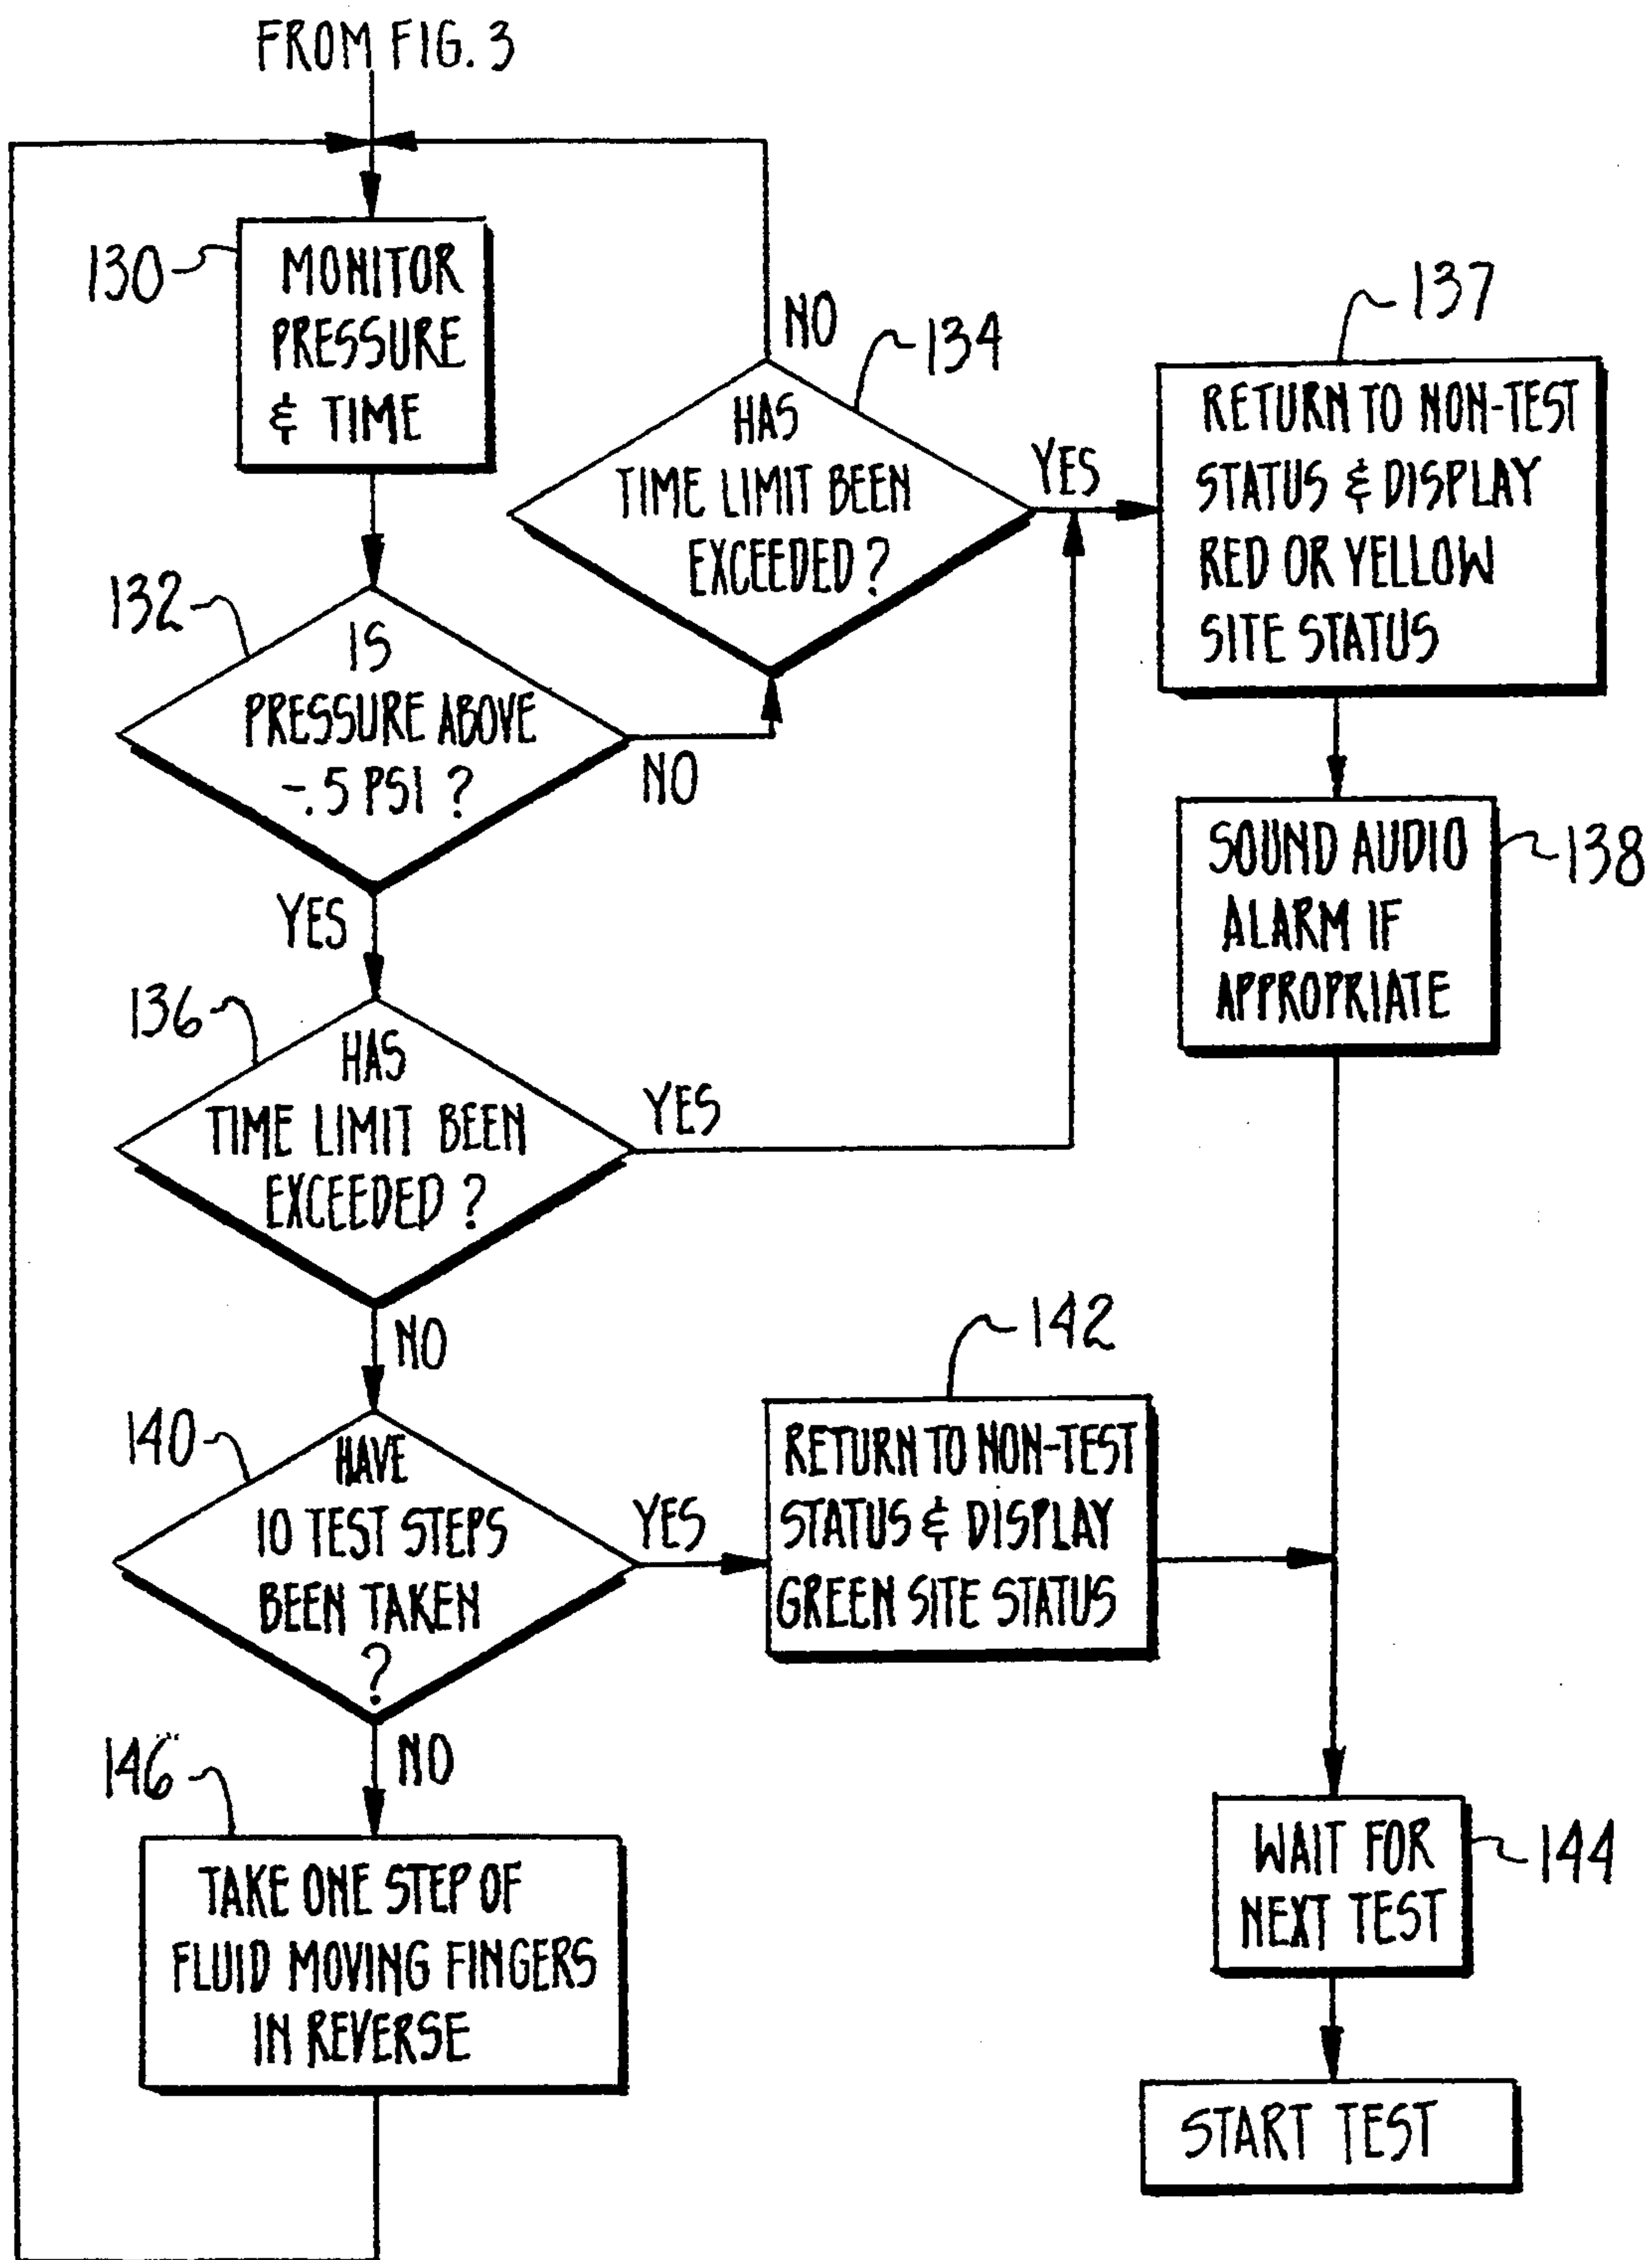 FROM FIG. 3
130
MONITOR
PRESSURE
& TIME
NO
134
HAS
TIME LIMIT BEEN
EXCEEDED?
YES
137
RETURN TO NON-TEST
STATUS & DISPLAY
RED OR YELLOW
SITE STATUS
132
IS
PRESSURE ABOVE
-.5 PSI ?
NO
YES
SOUND AUDIO
ALARM IF
APPROPRIATE
138
136
HAS
TIME LIMIT BEEN
EXCEEDED ?
YES
NO
140
HAVE
10 TEST STEPS
BEEN TAKEN
?
YES
142
RETURN TO NON-TEST
STATUS & DISPLAY
GREEN SITE STATUS
NO
146
TAKE ONE STEP OF
FLUID MOVING FINGERS
IN REVERSE
WAIT FOR
NEXT TEST
144
START TEST